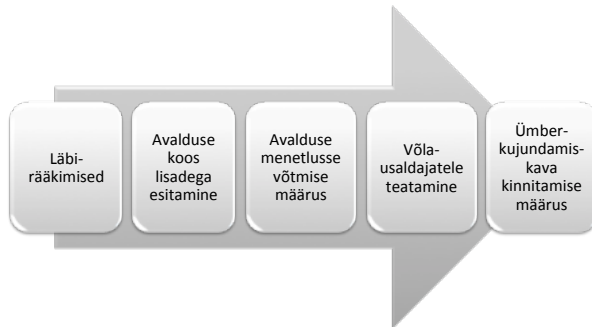 Läbi-
rääkimised
Avalduse
koos
lisadega
esitamine
Avalduse
menetlusse
võtmise
määrus
Võla-
usaldajatele
teatamine
Ümber-
kujundamis-
kava
kinnitamise
määrus